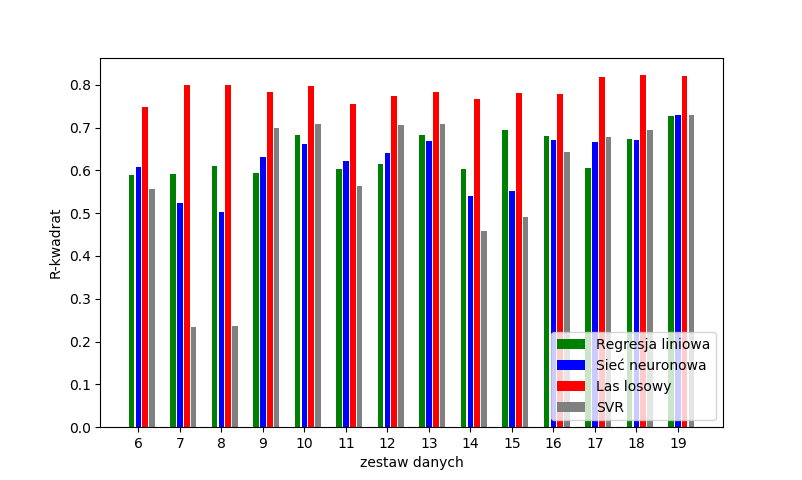 0.8
0.7
0.6
0.5
0.4
0.3
0.2
0.1
0.0
R-kwadrat
Regresja liniowa
Sieć neuronowa
Las losowy
SVR
6 7 8 9 10 11 12 13 14 15 16 17 18 19
zestaw danych